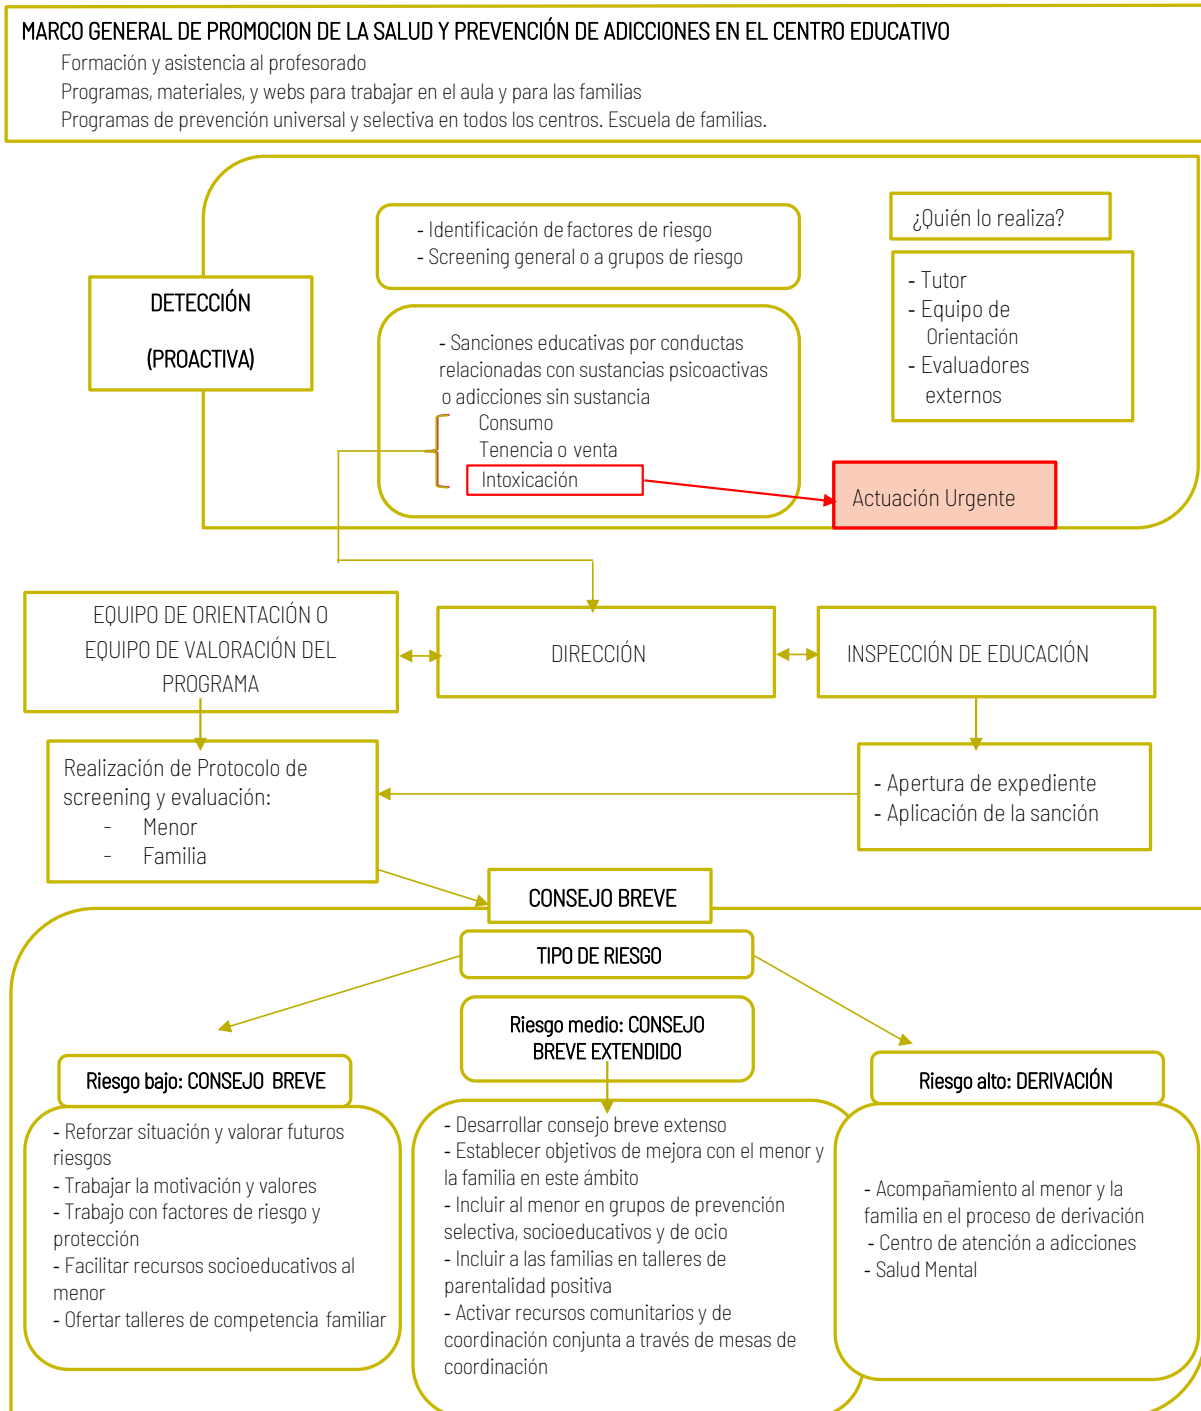 MARCO GENERAL DE PROMOCION DE LA SALUD Y PREVENCIÓN DE ADICCIONES EN EL CENTRO EDUCATIVO
Formación y asistencia al profesorado
Programas, materiales, y webs para trabajar en el aula y para las familias
Programas de prevención universal y selectiva en todos los centros. Escuela de familias.
DETECCIÓN
(PROACTIVA)
- Identificación de factores de riesgo
- Screening general o a grupos de riesgo
- Sanciones educativas por conductas
relacionadas con sustancias psicoactivas
o adicciones sin sustancia
Consumo
Tenencia o venta
Intoxicación
¿Quién lo realiza?
- Tutor
- Equipo de
Orientación
- Evaluadores
externos
Actuación Urgente
EQUIPO DE ORIENTACIÓN O
EQUIPO DE VALORACIÓN DEL
PROGRAMA
DIRECCIÓN
INSPECCIÓN DE EDUCACIÓN
Realización de Protocolo de
screening y evaluación:
- Menor
- Familia
- Apertura de expediente
- Aplicación de la sanción
CONSEJO BREVE
TIPO DE RIESGO
Riesgo bajo: CONSEJO BREVE
- Reforzar situación y valorar futuros
riesgos
- Trabajar la motivación y valores
- Trabajo con factores de riesgo y
protección
- Facilitar recursos socioeducativos al
menor
- Ofertar talleres de competencia familiar
Riesgo medio: CONSEJO
BREVE EXTENDIDO
- Desarrollar consejo breve extenso
- Establecer objetivos de mejora con el menor y
la familia en este ámbito
- Incluir al menor en grupos de prevención
selectiva, socioeducativos y de ocio
- Incluir a las familias en talleres de
parentalidad positiva
- Activar recursos comunitarios y de
coordinación conjunta a través de mesas de
coordinación
Riesgo alto: DERIVACIÓN
- Acompañamiento al menor y la
familia en el proceso de derivación
- Centro de atención a adicciones
- Salud Mental